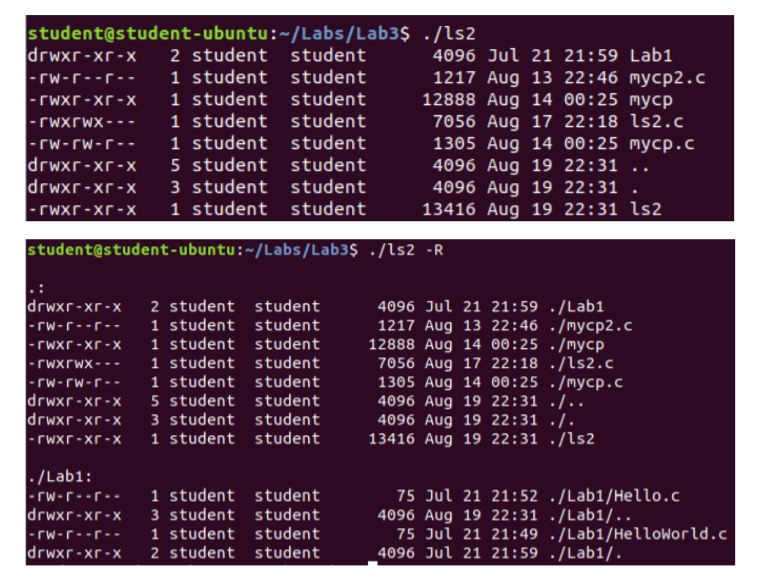 student@student-ubuntu:~/Labs/Lab3$ ./ls2
drwxr-xr-x 2 student student 4096 Jul 21 21:59 Lab1
-rw-r--r-- 1 student student 1217 Aug 13 22:46 mycp2.c
-rwxr-xr-x 1 student student 12888 Aug 14 00:25 mycp
-rwxrwx--- 1 student student 7056 Aug 17 22:18 ls2.c
-rw-rw-r-- 1 student student 1305 Aug 14 00:25 mycp.c
drwxr-xr-x 5 student student 4096 Aug 19 22:31 ..
drwxr-xr-x 3 student student 4096 Aug 19 22:31 .
-rwxr-xr-x 1 student student 13416 Aug 19 22:31 ls2
student@student-ubuntu:~/Labs/Lab3$ ./ls2 -R
.:
drwxr-xr-x 2 student student 4096 Jul 21 21:59 ./Lab1
-rw-r--r-- 1 student student 1217 Aug 13 22:46 ./mycp2.c
-rwxr-xr-x 1 student student 12888 Aug 14 00:25 ./mycp
-rwxrwx--- 1 student student 7056 Aug 17 22:18 ./ls2.c
-rw-rw-r-- 1 student student 1305 Aug 14 00:25 ./mycp.c
drwxr-xr-x 5 student student 4096 Aug 19 22:31 ./..
drwxr-xr-x 3 student student 4096 Aug 19 22:31 ./.
-rwxr-xr-x 1 student student 13416 Aug 19 22:31 ./ls2
./Lab1:
-rw-r--r-- 1 student student 75 Jul 21 21:52 ./Lab1/Hello.c
drwxr-xr-x 3 student student 4096 Aug 19 22:31 ./Lab1/..
-rw-r--r-- 1 student student 75 Jul 21 21:49 ./Lab1/HelloWorld.c
drwxr-xr-x 2 student student 4096 Jul 21 21:59 ./Lab1/.